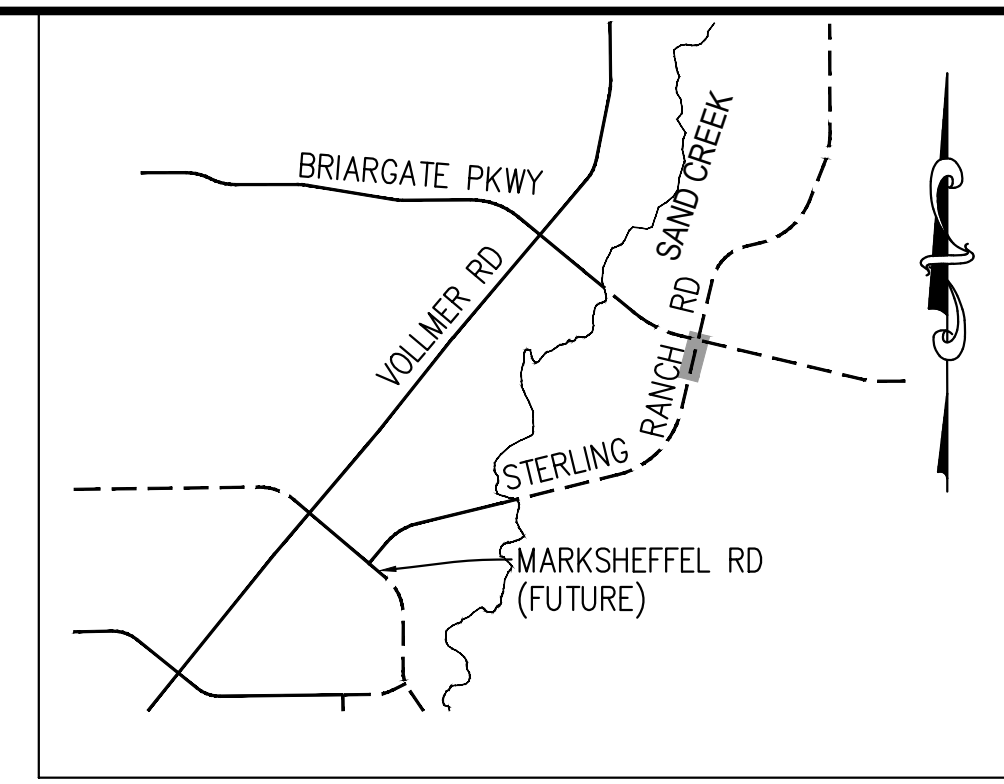 BRIARGATE PKWY
SAND CREEK
VOLLMER RD
STERLING RANCH RD
MARKSHEFFEL RD
(FUTURE)